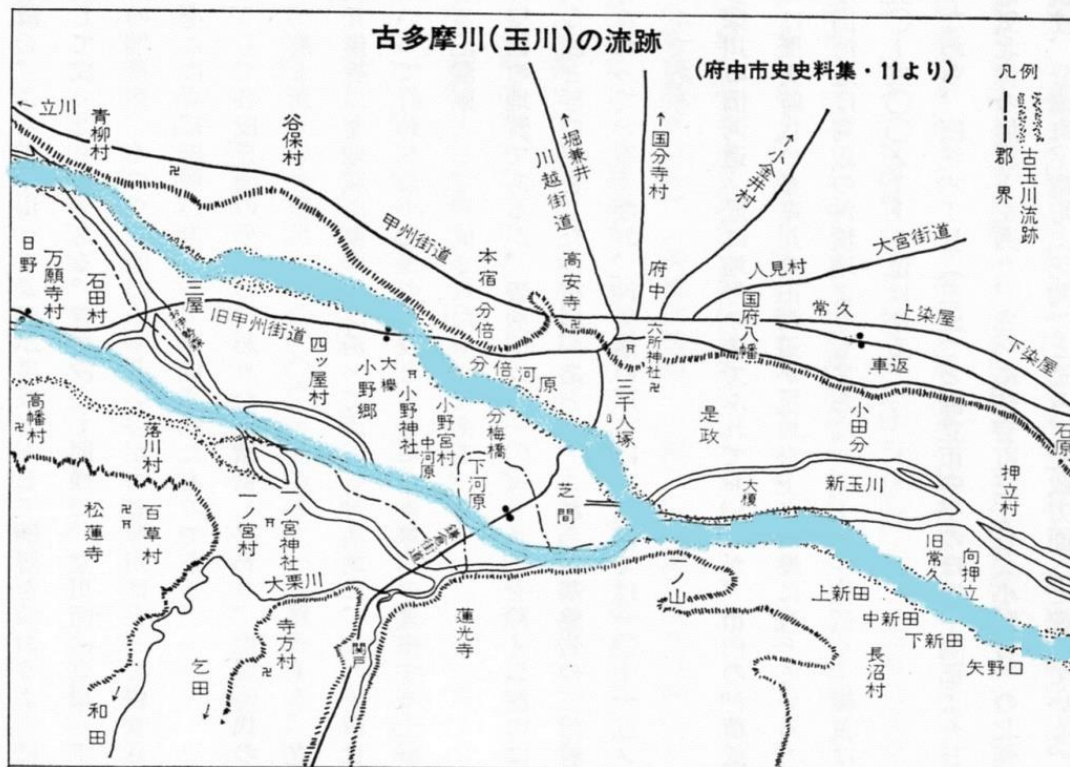 古多摩川(玉川)の流跡
(府中市史史料集・11より)
凡例
古玉川流跡
郡界
←立川
青柳村
谷保村
←堀兼井
川越街道
←国分寺村
→小金井村
大宮街道
甲州街道
本宿
分倍
高安寺
府中
人見村
国府八幡
常久
上染屋
下染屋
日野
万願寺村
石田村
三屋
旧甲州街道
四ッ屋村
大欅
小野郷
小野神社
小野宮村
中河原
分倍河原
分梅橋
六所神社
三千人塚
是政
車返
小田分
石原
高幡村
落川村
一ノ宮村
一ノ宮神社
下河原
芝間
大榎
新玉川
押立村
松蓮寺
百草村
大栗川
鎌倉街道
一ノ山
旧常久
向押立
寺方村
関戸
蓮光寺
上新田
中新田
下新田
矢野口
長沼村
乞田
和田